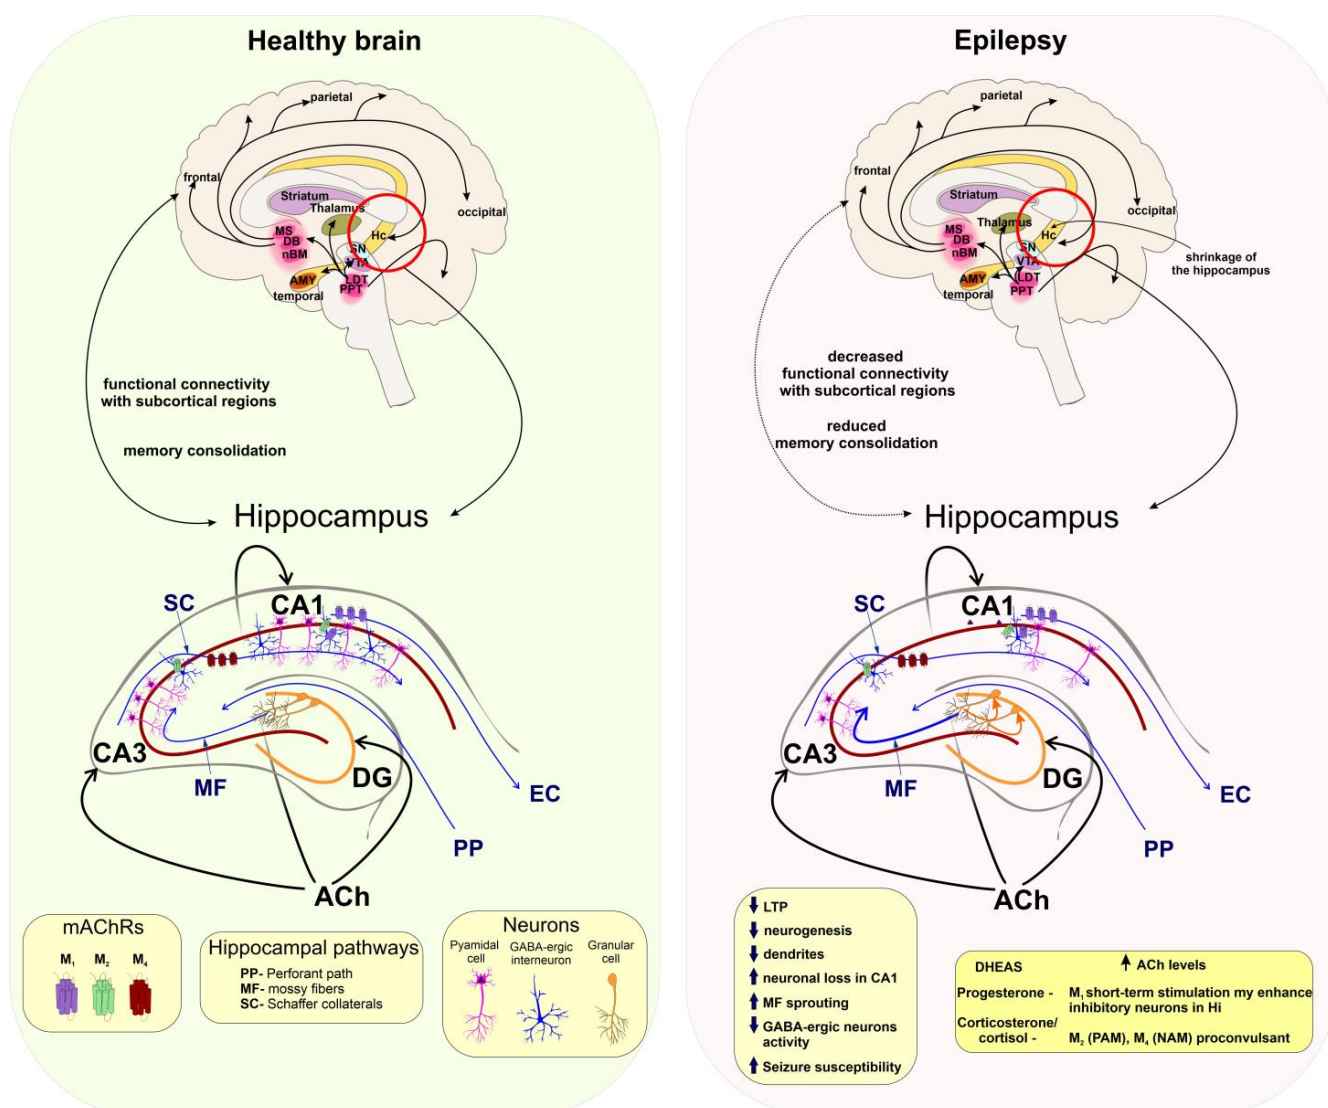 Healthy brain
parietal
frontal
Striatum
Thalamus
occipital
MS
DB
nBM
Hc
SN
VTA
AMY
LDT
PPT
temporal
functional connectivity
with subcortical regions
memory consolidation
Hippocampus
SC
CA1
CA3
MF
DG
EC
PP
ACh
mAChRs
M1 M2 M4
Hippocampal pathways
PP- Perforant path
MF- mossy fibers
SC- Schaffer collaterals
Neurons
Pyamidal
cell
GABA-ergic
interneuron
Granular
cell
Epilepsy
parietal
frontal
Striatum
Thalamus
occipital
MS
DB
nBM
Hc
SN
VTA
AMY
LDT
PPT
temporal
shrinkage of
the hippocampus
decreased
functional connectivity
with subcortical regions
reduced
memory consolidation
Hippocampus
SC
CA1
CA3
MF
DG
EC
PP
ACh
LTP
neurogenesis
dendrites
neuronal loss in CA1
MF sprouting
GABA-ergic neurons
activity
Seizure susceptibility
DHEAS ACh levels
Progesterone - M1 short-term stimulation my enhance
inhibitory neurons in Hi
Corticosterone/
cortisol - M2 (PAM), M4 (NAM) proconvulsant